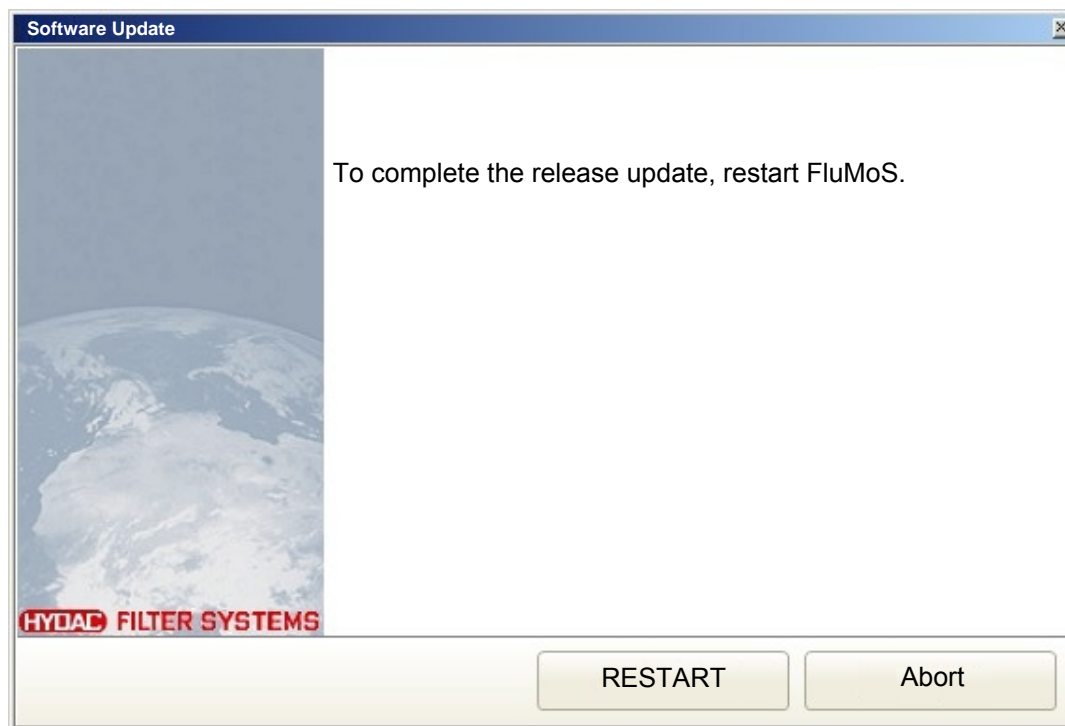 Software Update
To complete the release update, restart FluMoS.
HYDAC FILTER SYSTEMS
RESTART
Abort